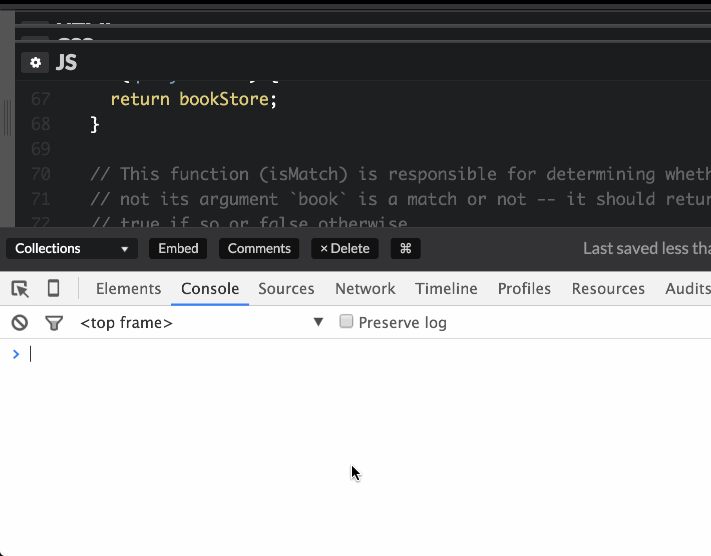 JS
67 return bookStore;
68 }
69
70 // This function (isMatch) is responsible for determining wheth
71 // not its argument `book` is a match or not -- it should retur
72 // true if so or false otherwise
Collections Embed Comments × Delete ⌘ Last saved less tha
Elements Console Sources Network Timeline Profiles Resources Audits
<top frame> ▼ Preserve log
>